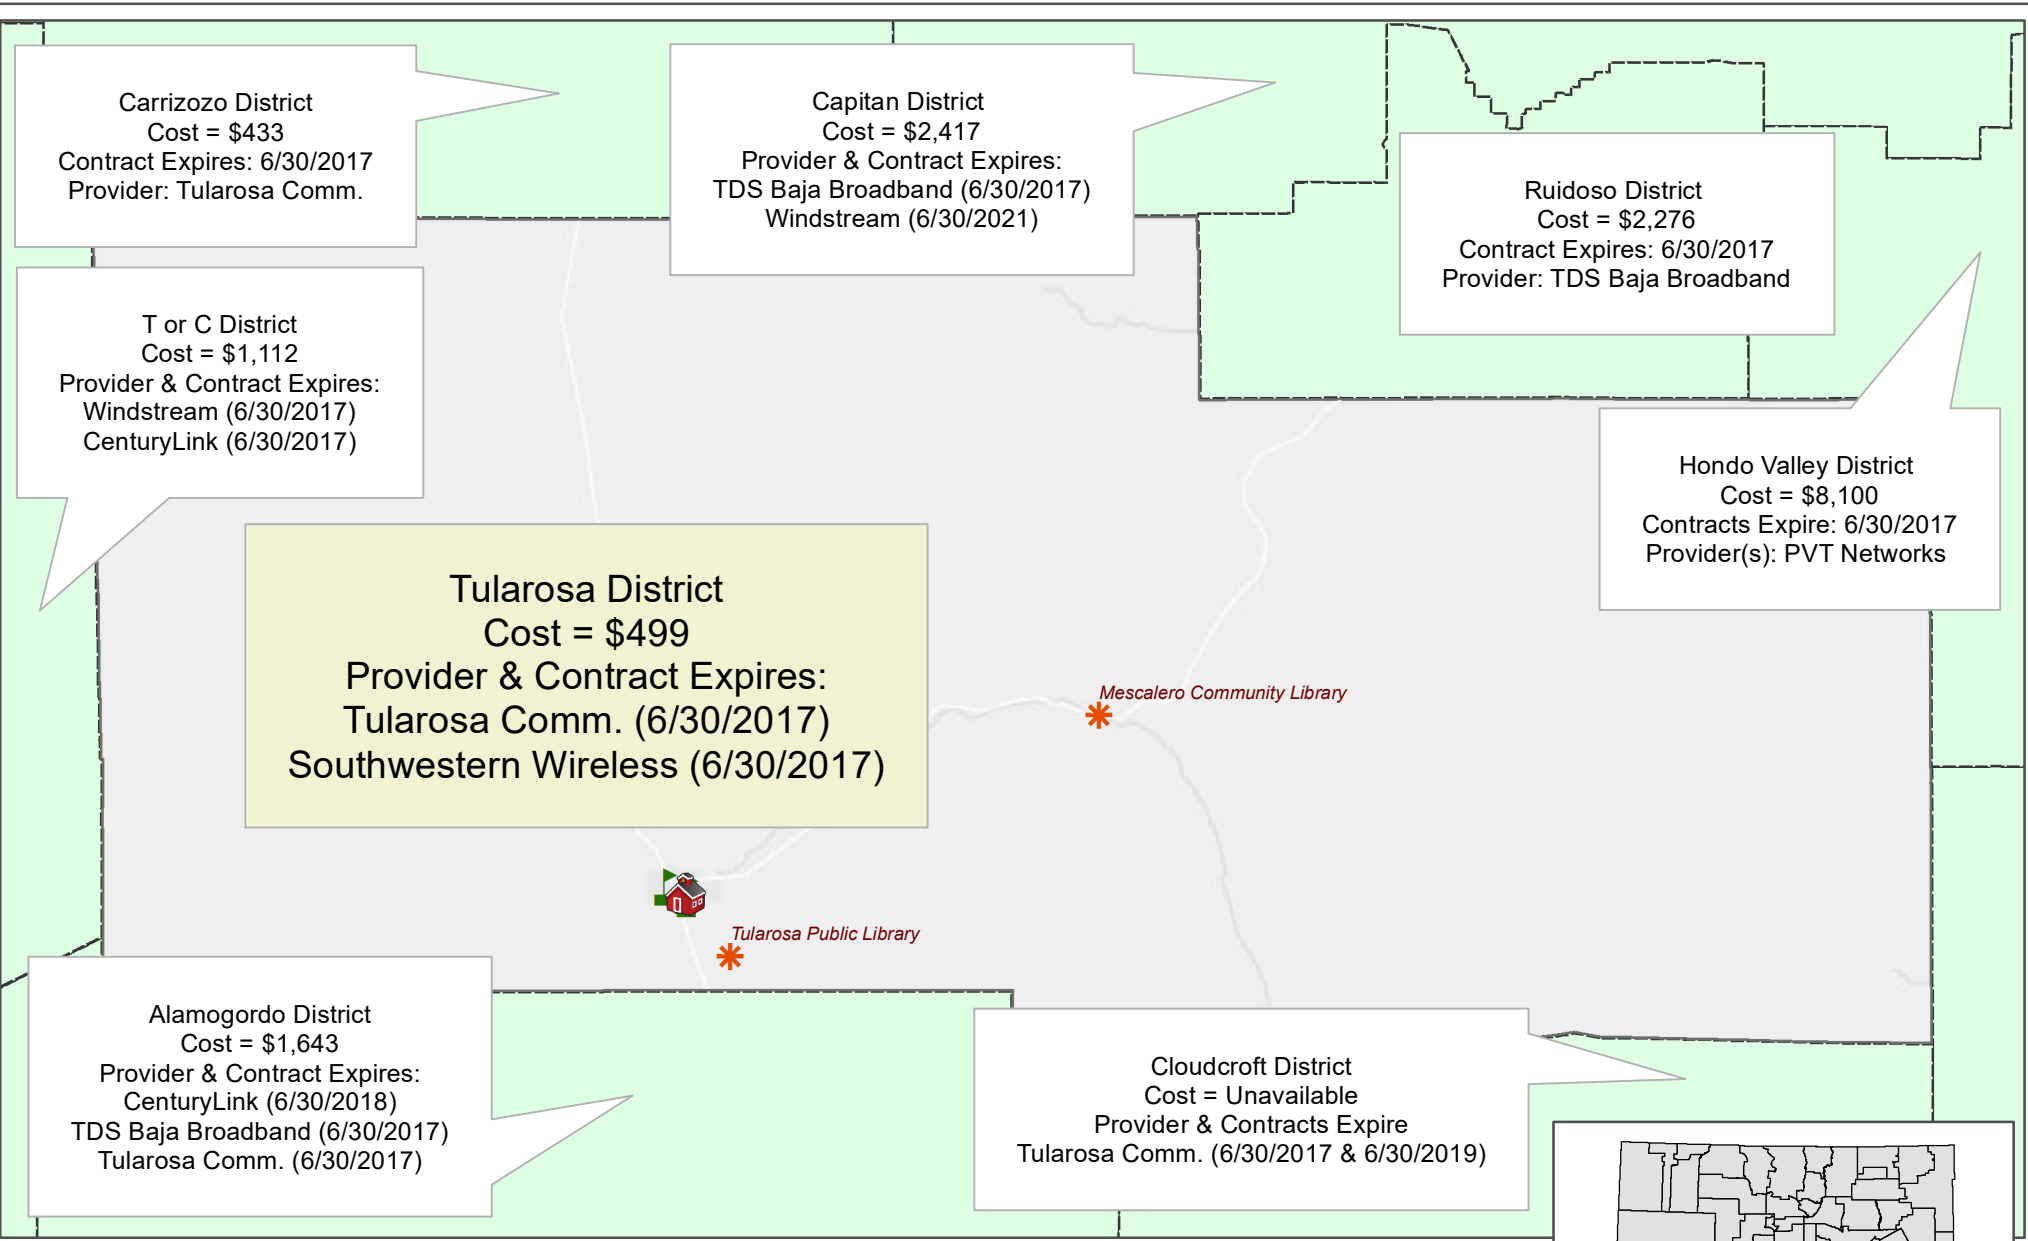 Carrizozo District
Cost = $433
Contract Expires: 6/30/2017
Provider: Tularosa Comm.
Capitan District
Cost = $2,417
Provider & Contract Expires:
TDS Baja Broadband (6/30/2017)
Windstream (6/30/2021)
Ruidoso District
Cost = $2,276
Contract Expires: 6/30/2017
Provider: TDS Baja Broadband
T or C District
Cost = $1,112
Provider & Contract Expires:
Windstream (6/30/2017)
CenturyLink (6/30/2017)
Hondo Valley District
Cost = $8,100
Contracts Expire: 6/30/2017
Provider(s): PVT Networks
Tularosa District
Cost = $499
Provider & Contract Expires:
Tularosa Comm. (6/30/2017)
Southwestern Wireless (6/30/2017)
Mescalero Community Library
Tularosa Public Library
Alamogordo District
Cost = $1,643
Provider & Contract Expires:
CenturyLink (6/30/2018)
TDS Baja Broadband (6/30/2017)
Tularosa Comm. (6/30/2017)
Cloudcroft District
Cost = Unavailable
Provider & Contracts Expire
Tularosa Comm. (6/30/2017 & 6/30/2019)